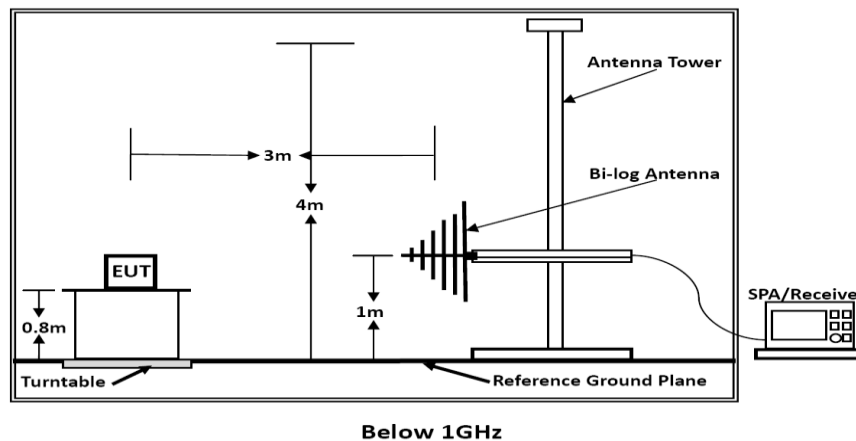 Antenna Tower
3m
Bi-log Antenna
4m
EUT
1m
0.8m
SPA/Receive
Turntable
Reference Ground Plane
Below 1GHz